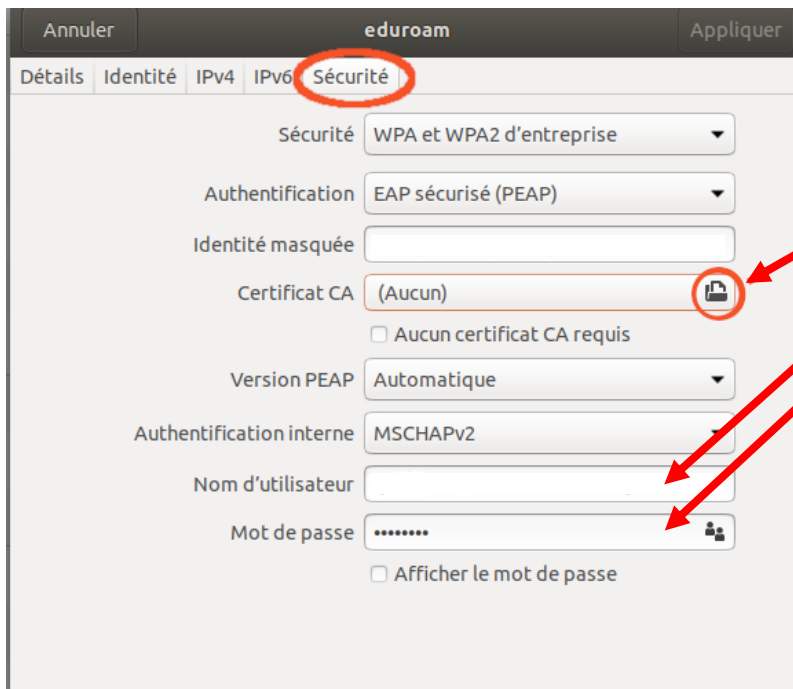 Annuler eduroam Appliquer
Détails Identité IPv4 IPv6 Sécurité
Sécurité WPA et WPA2 d'entreprise
Authentification EAP sécurisé (PEAP)
Identité masquée
Certificat CA (Aucun)
Aucun certificat CA requis
Version PEAP Automatique
Authentification interne MSCHAPv2
Nom d'utilisateur
Mot de passe ••••••••
Afficher le mot de passe